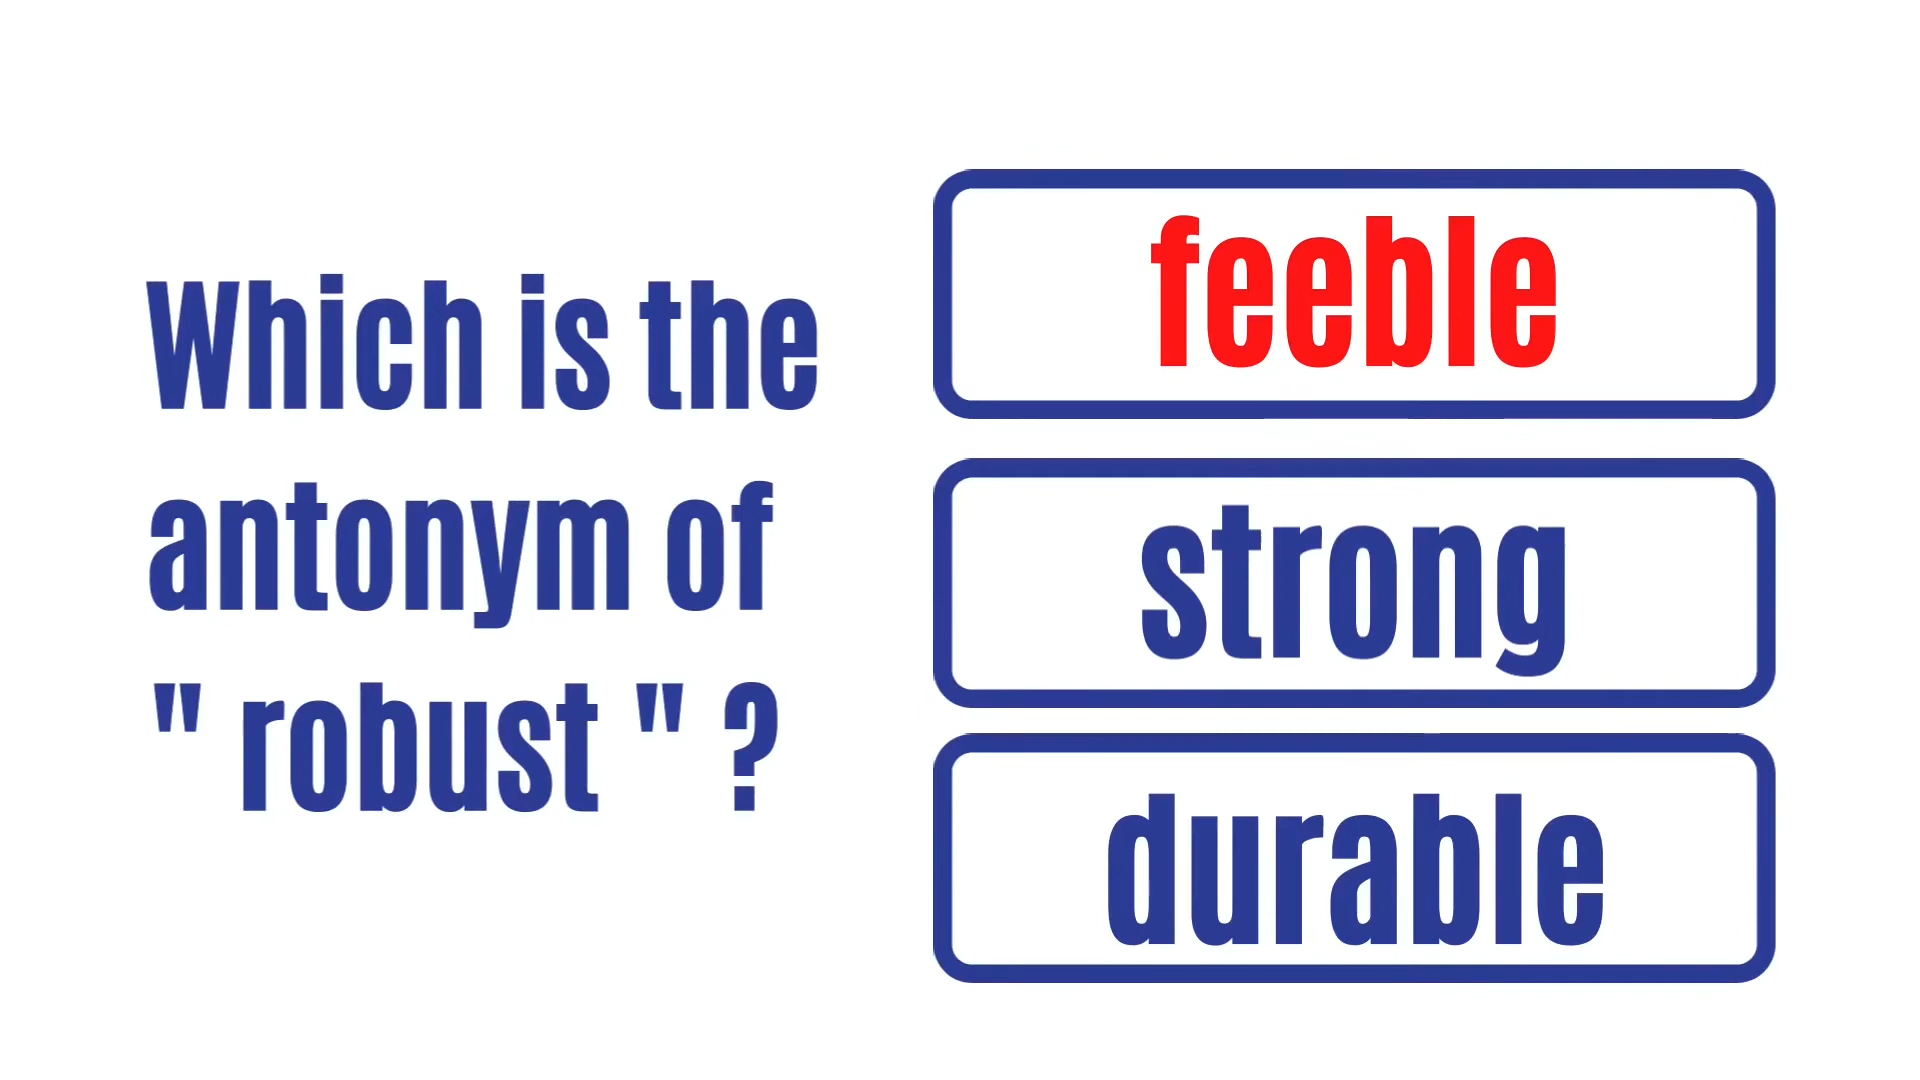 Which is the
antonym of
" robust " ?
feeble
strong
durable